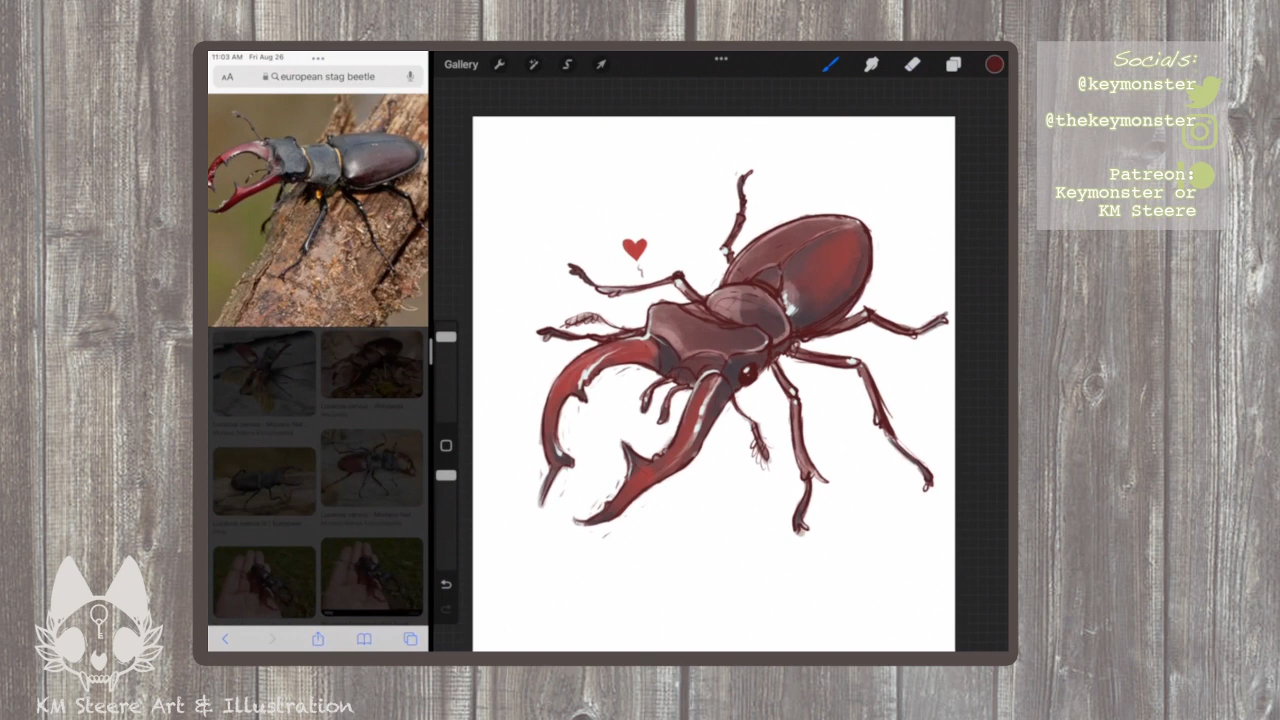 11:03 AM Fri Aug 26
AA
european stag beetle
Gallery
Socials:
@keymonster
@thekeymonster
Patreon:
Keymonster or
KM Steere
KM Steere Art & Illustration